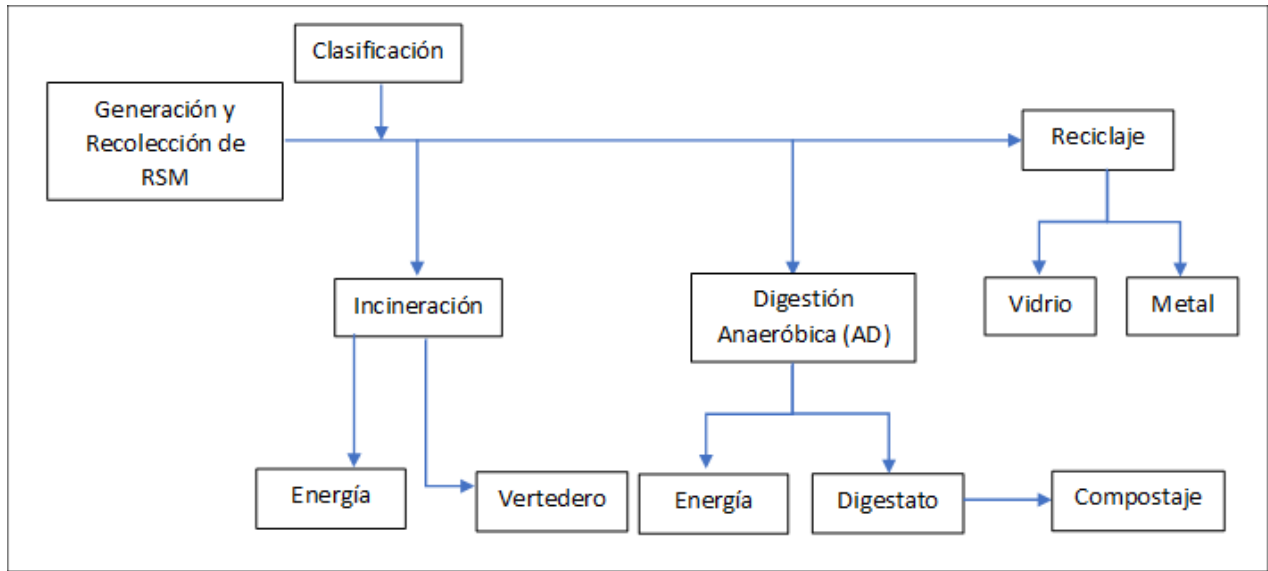 Clasificación
Generación y
Recolección de
RSM
Reciclaje
Incineración
Digestión
Anaeróbica (AD)
Vidrio
Metal
Energía
Vertedero
Energía
Digestato
Compostaje